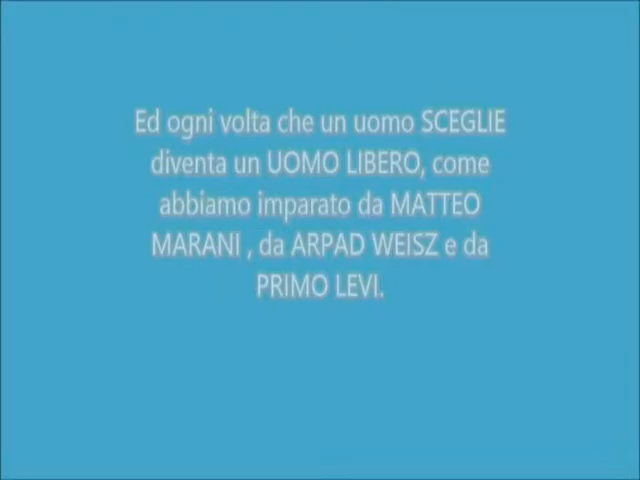 Ed ogni volta che un uomo SCEGLIE
diventa un UOMO LIBERO, come
abbiamo imparato da MATTEO
MARANI , da ARPAD WEISZ e da
PRIMO LEVI.